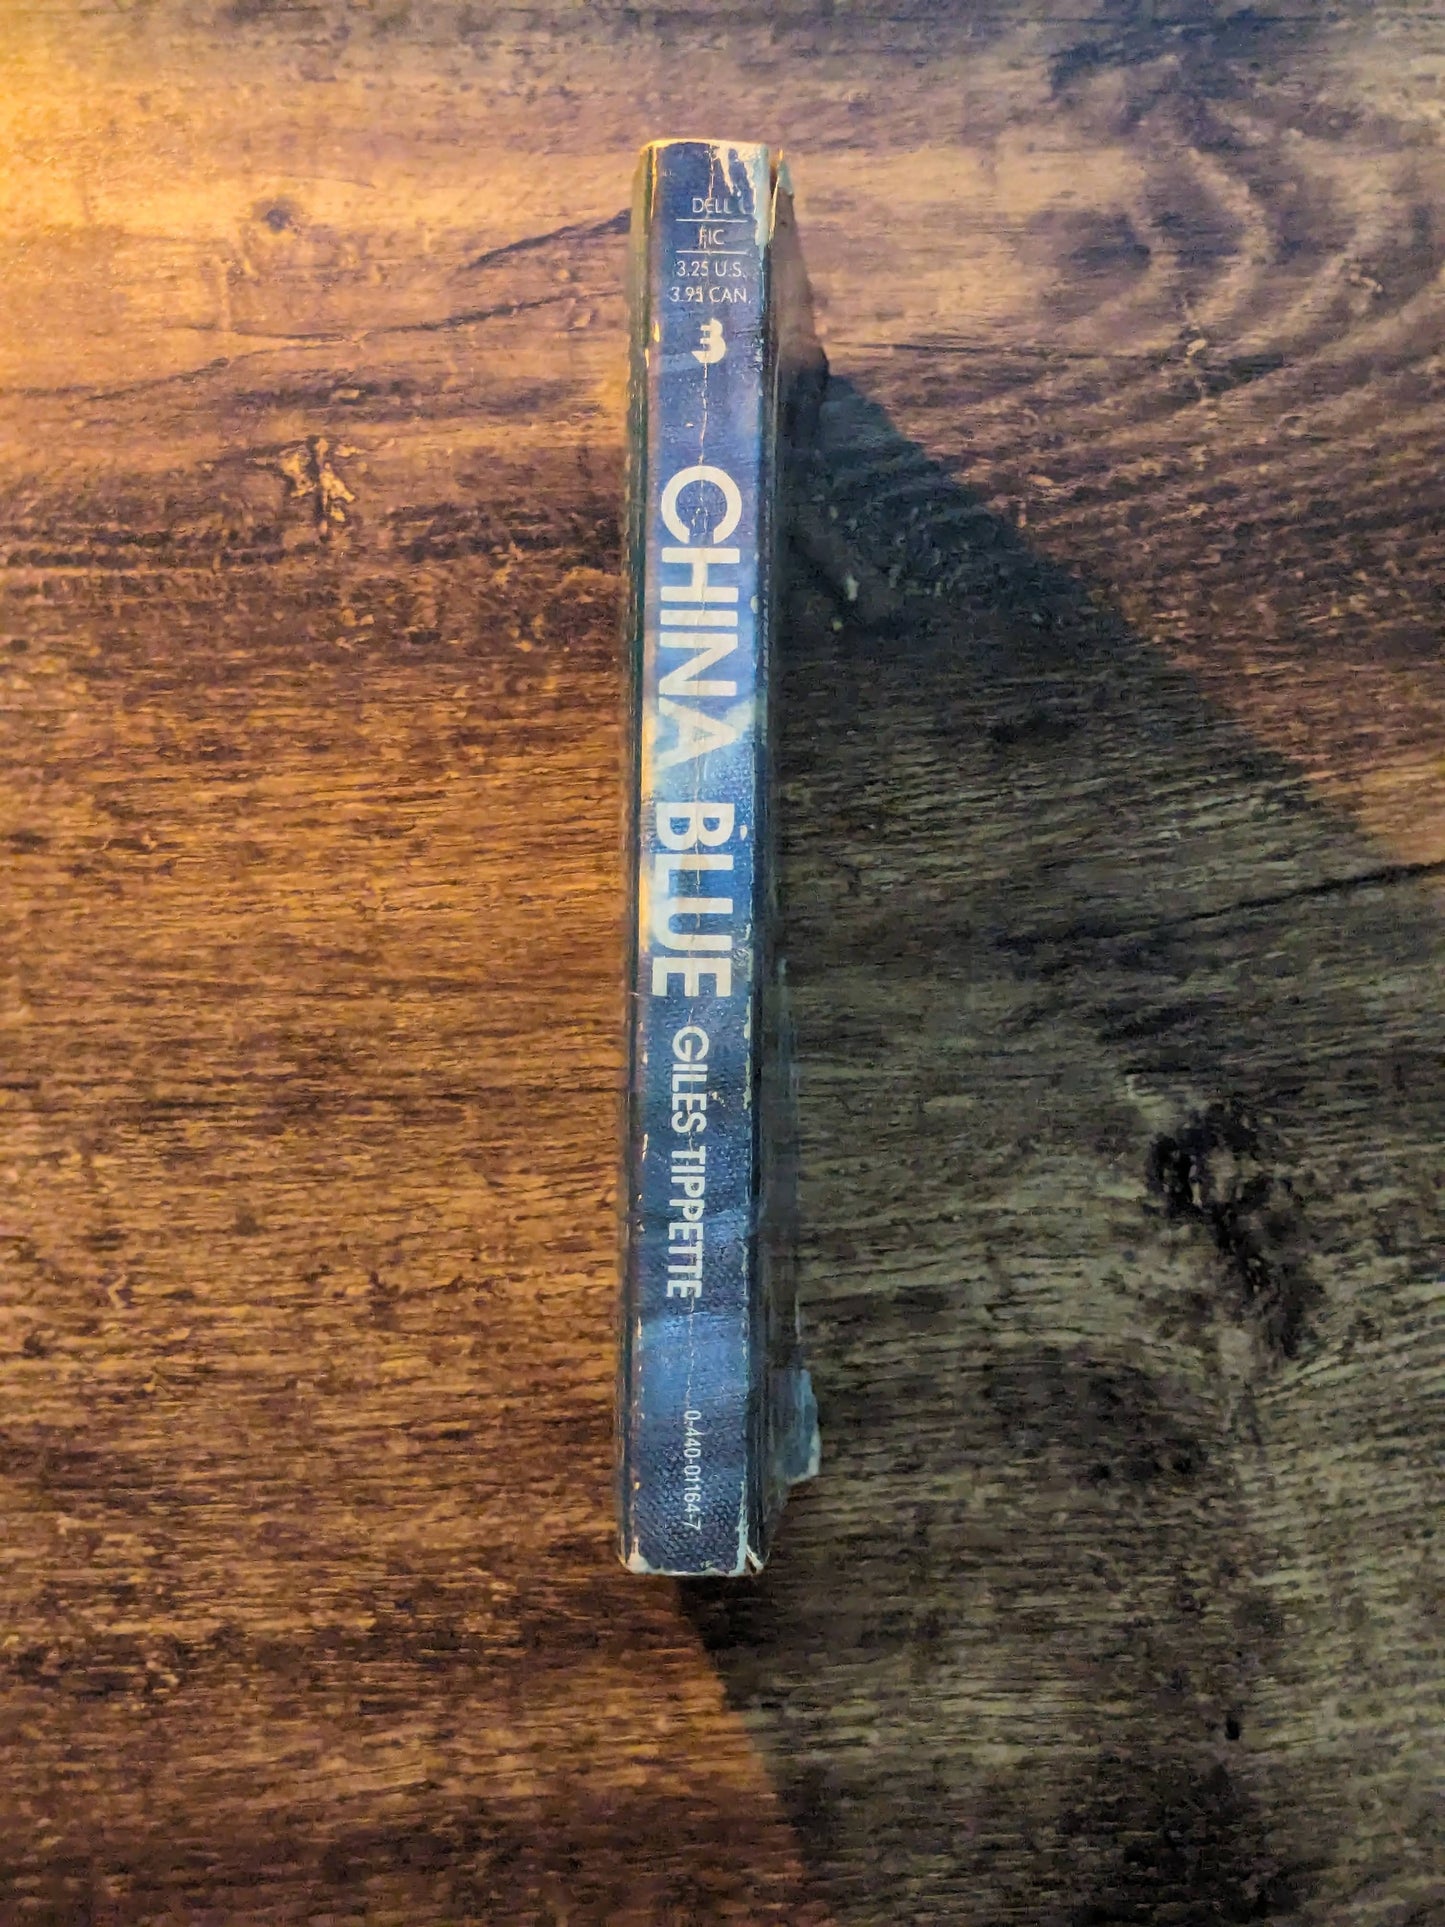 DELL
FIC
3.25 U.S.
3.95 CAN.
CHINA BLUE GILES TIPPETTE
0-440-01164-7